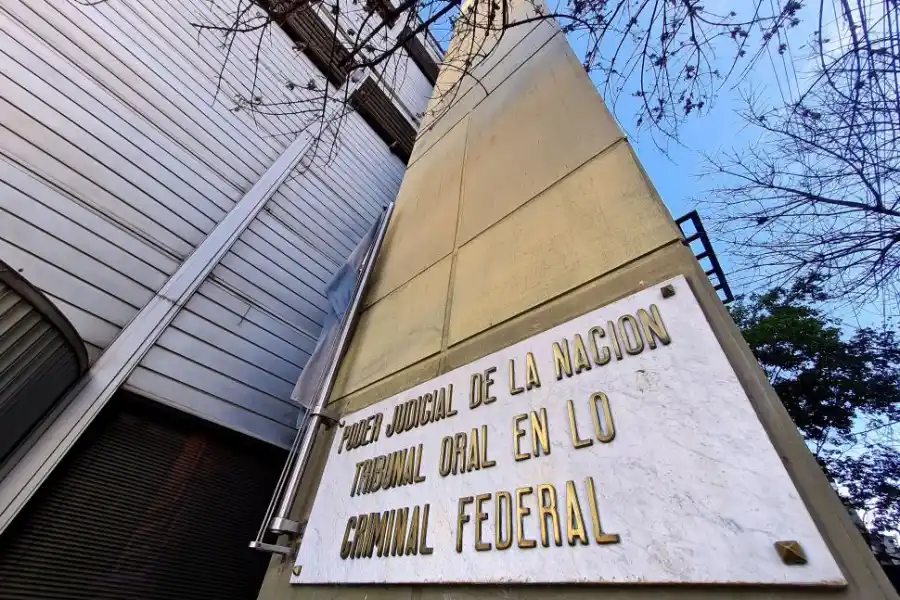 PODER JUDICIAL DE LA NACION
TRIBUNAL ORAL EN LO
CRIMINAL FEDERAL